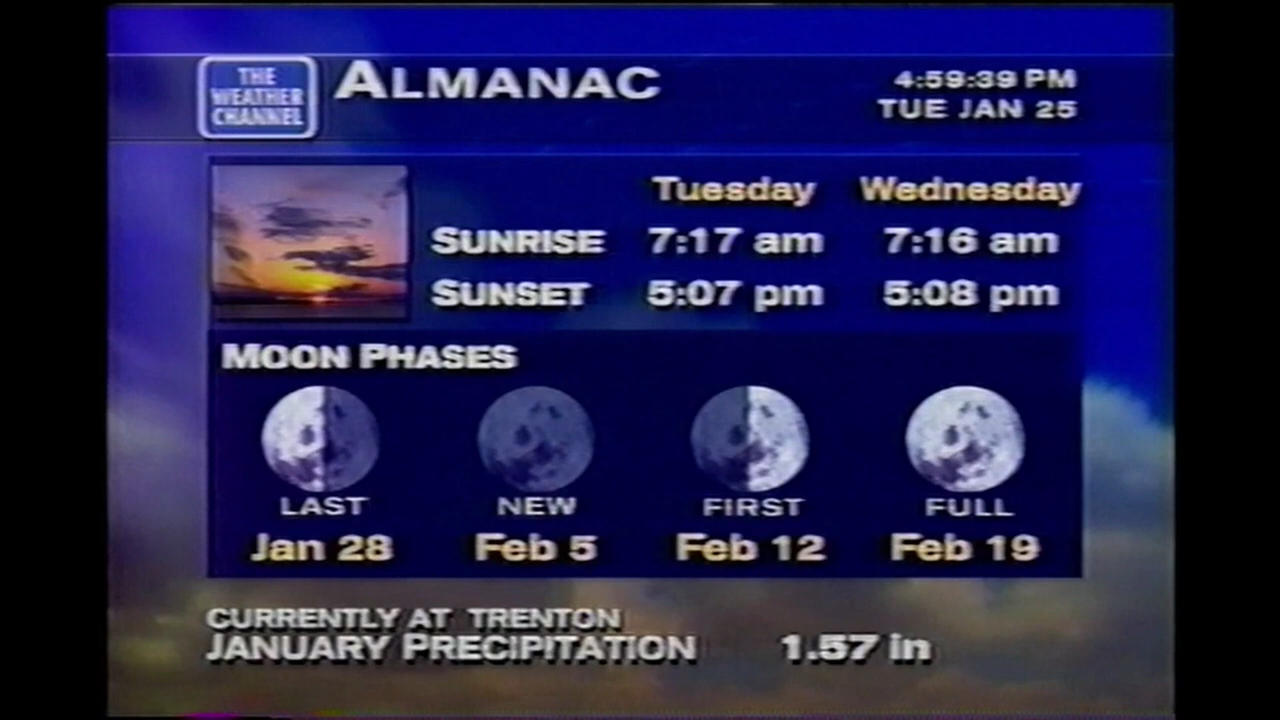 THE
WEATHER
CHANNEL
ALMANAC
4:59:39 PM
TUE JAN 25
Tuesday Wednesday
SUNRISE 7:17 am 7:16 am
SUNSET 5:07 pm 5:08 pm
MOON PHASES
LAST NEW FIRST FULL
Jan 28 Feb 5 Feb 12 Feb 19
CURRENTLY AT TRENTON
JANUARY PRECIPITATION 1.57 in